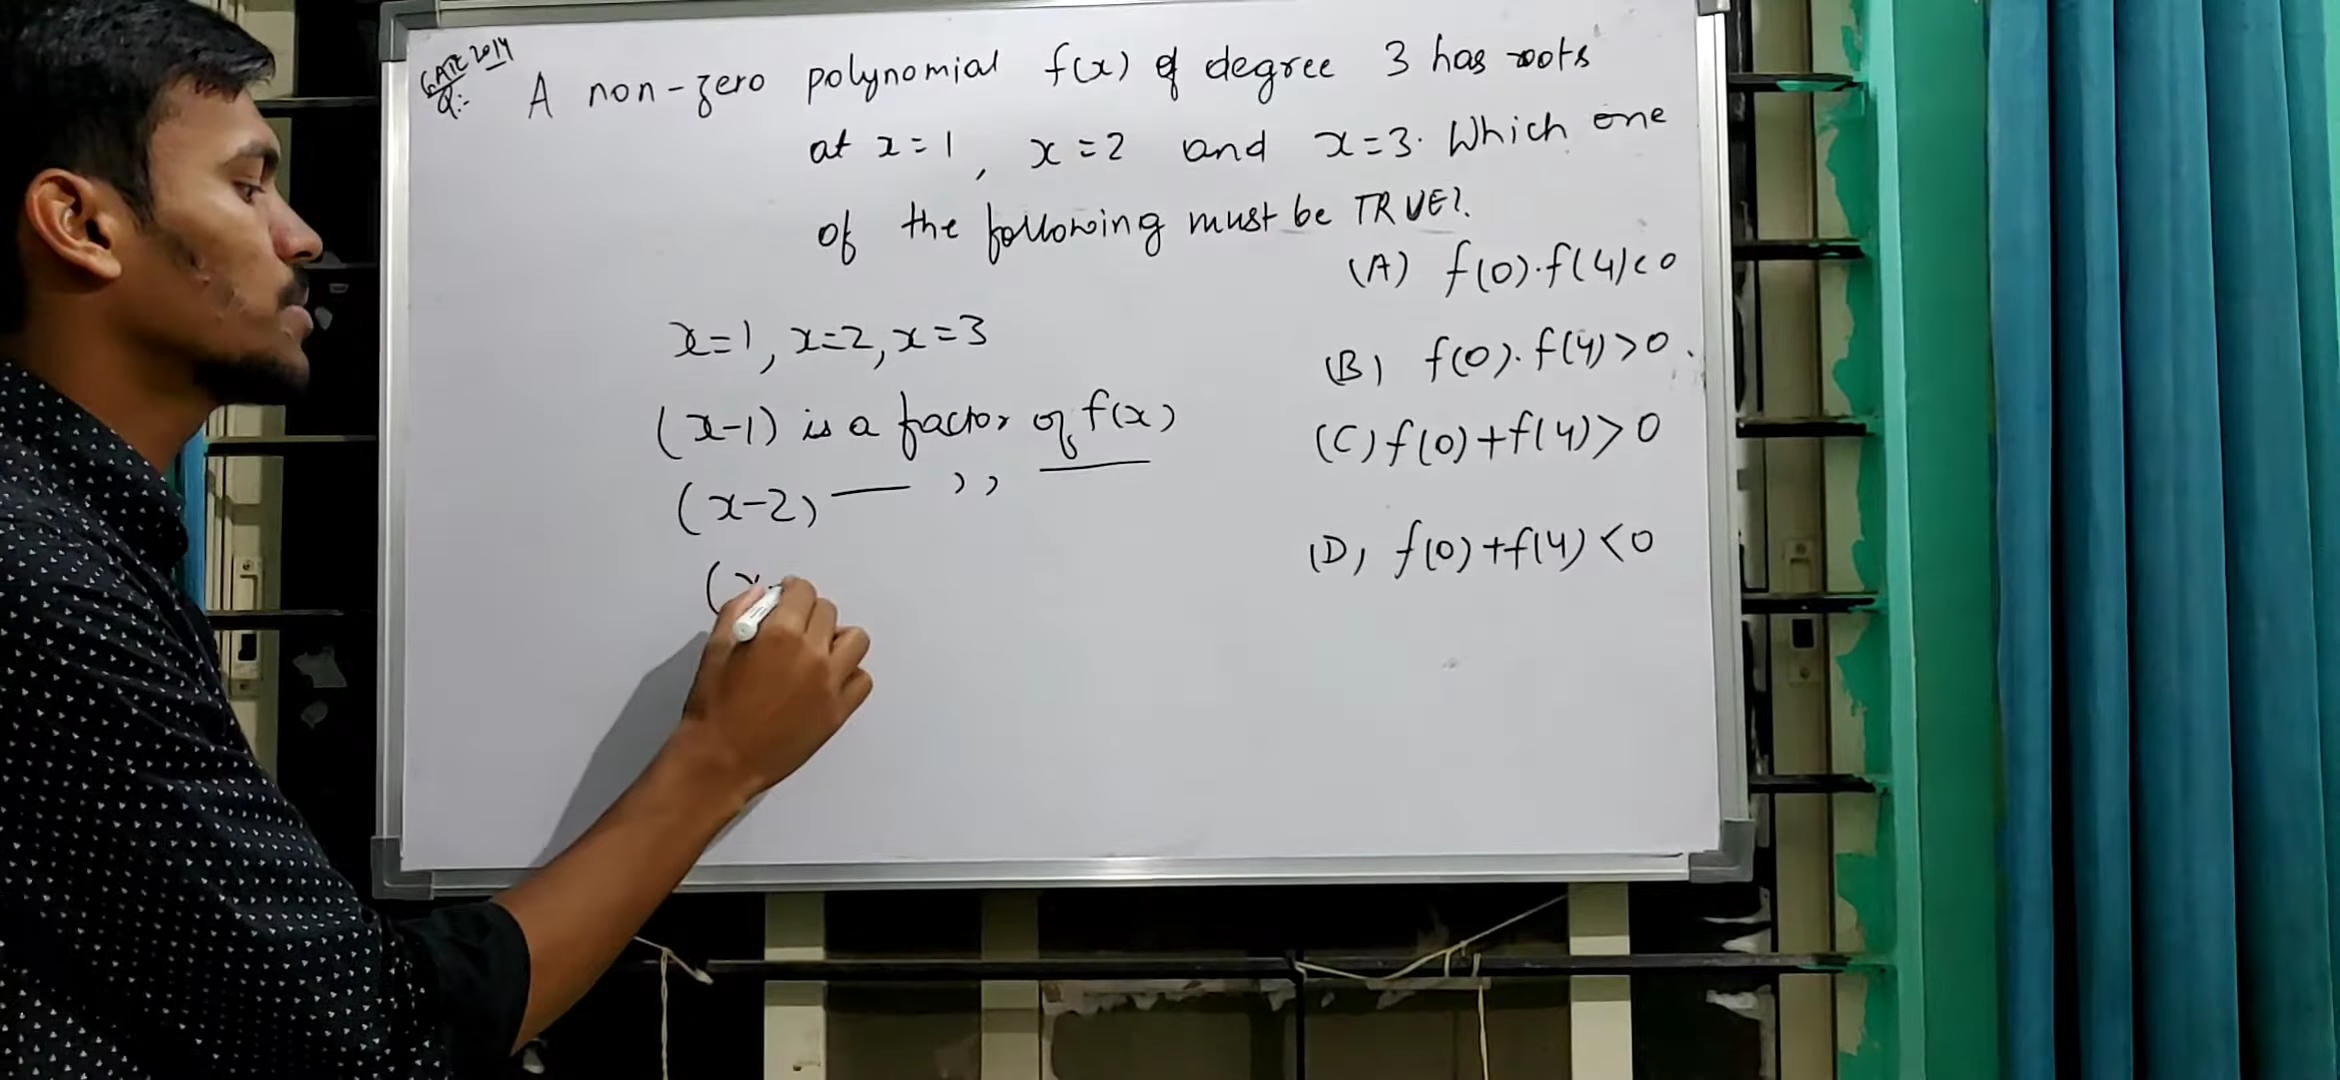 GATE 2014
Q:- A non-zero polynomial f(x) of degree 3 has roots
at x=1, x=2 and x=3. Which one
of the following must be TRUE?
(A) f(0).f(4)<0
(B) f(0).f(4)>0.
(C) f(0)+f(4)>0
(D) f(0)+f(4)<0
x=1, x=2, x=3
(x-1) is a factor of f(x)
(x-2) — ,, —
(x-